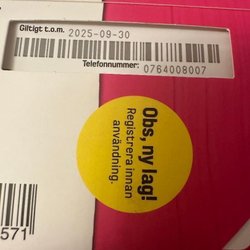 Giltigt t.o.m. 2025-09-30
Telefonnummer: 0764008007
Obs, ny lag!
Registrera innan
användning.
571